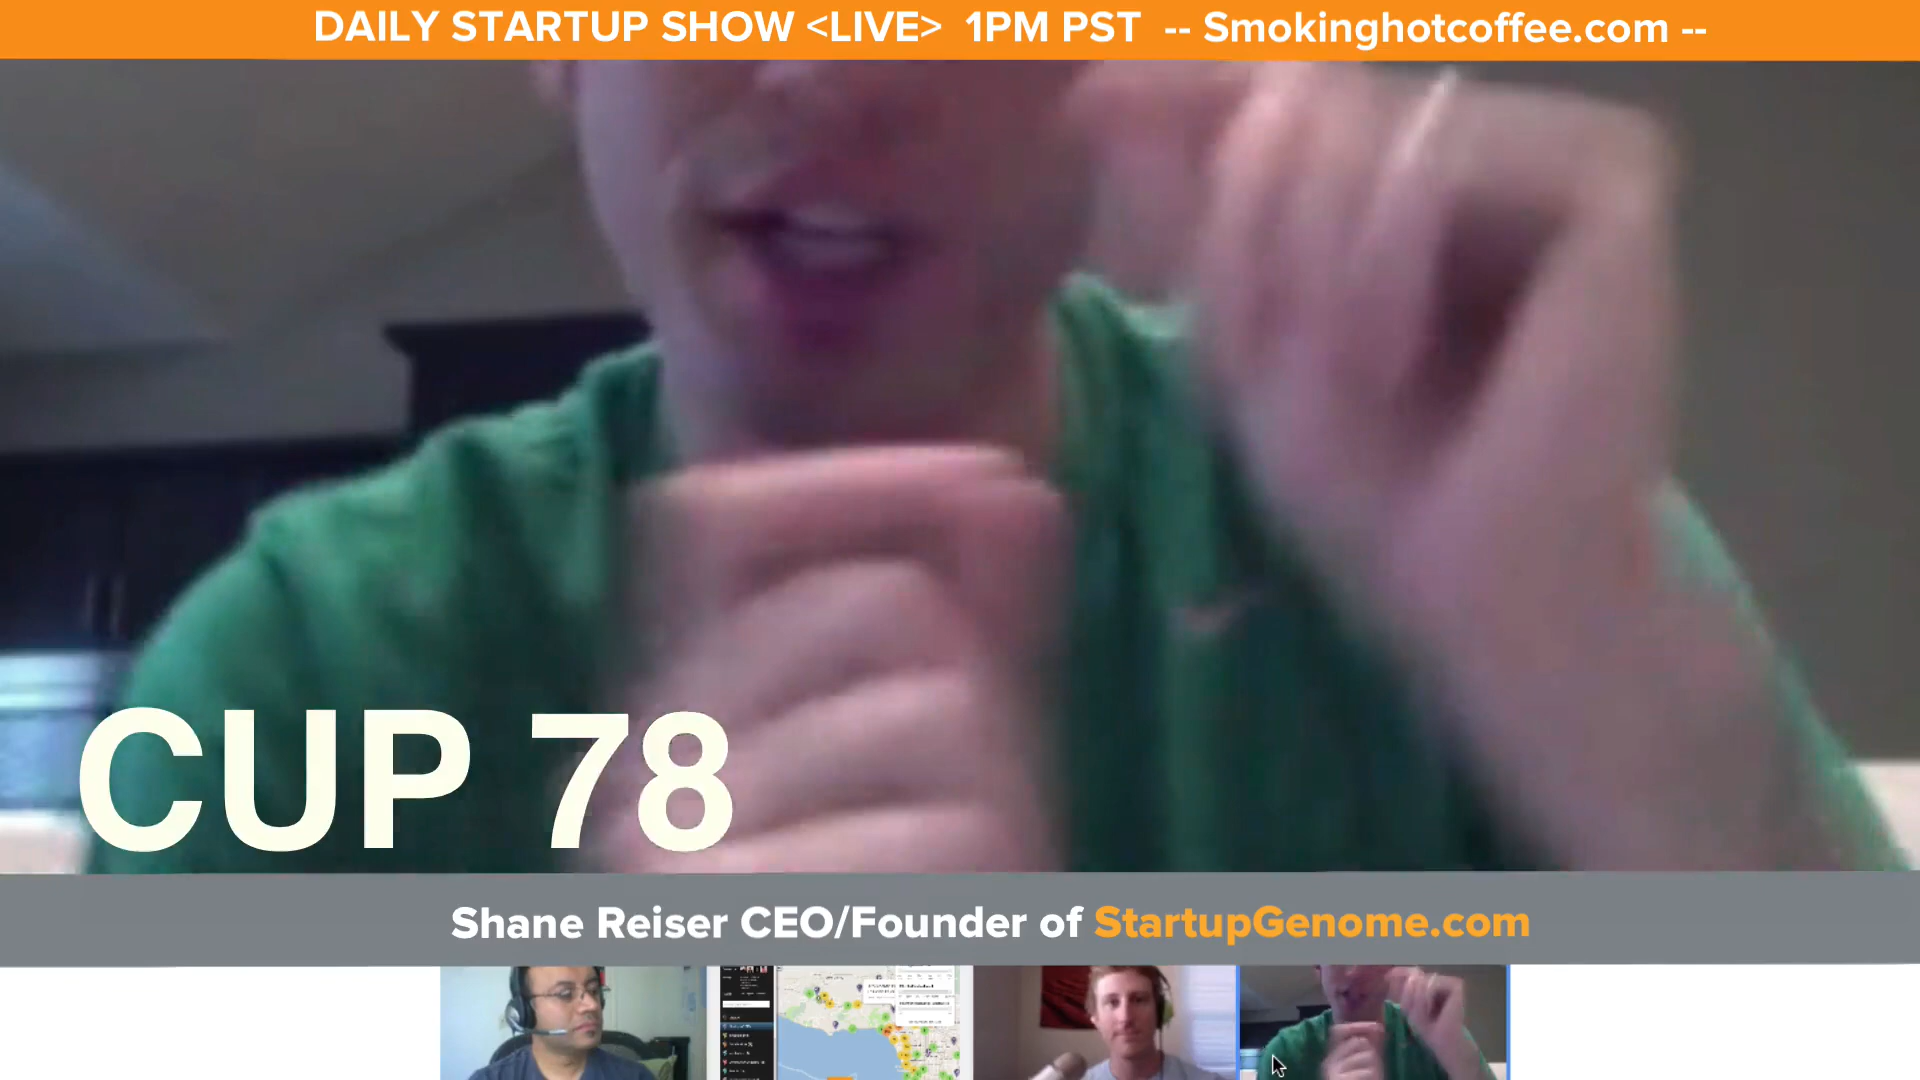 DAILY STARTUP SHOW <LIVE> 1PM PST -- Smokinghotcoffee.com --
CUP 78
Shane Reiser CEO/Founder of StartupGenome.com